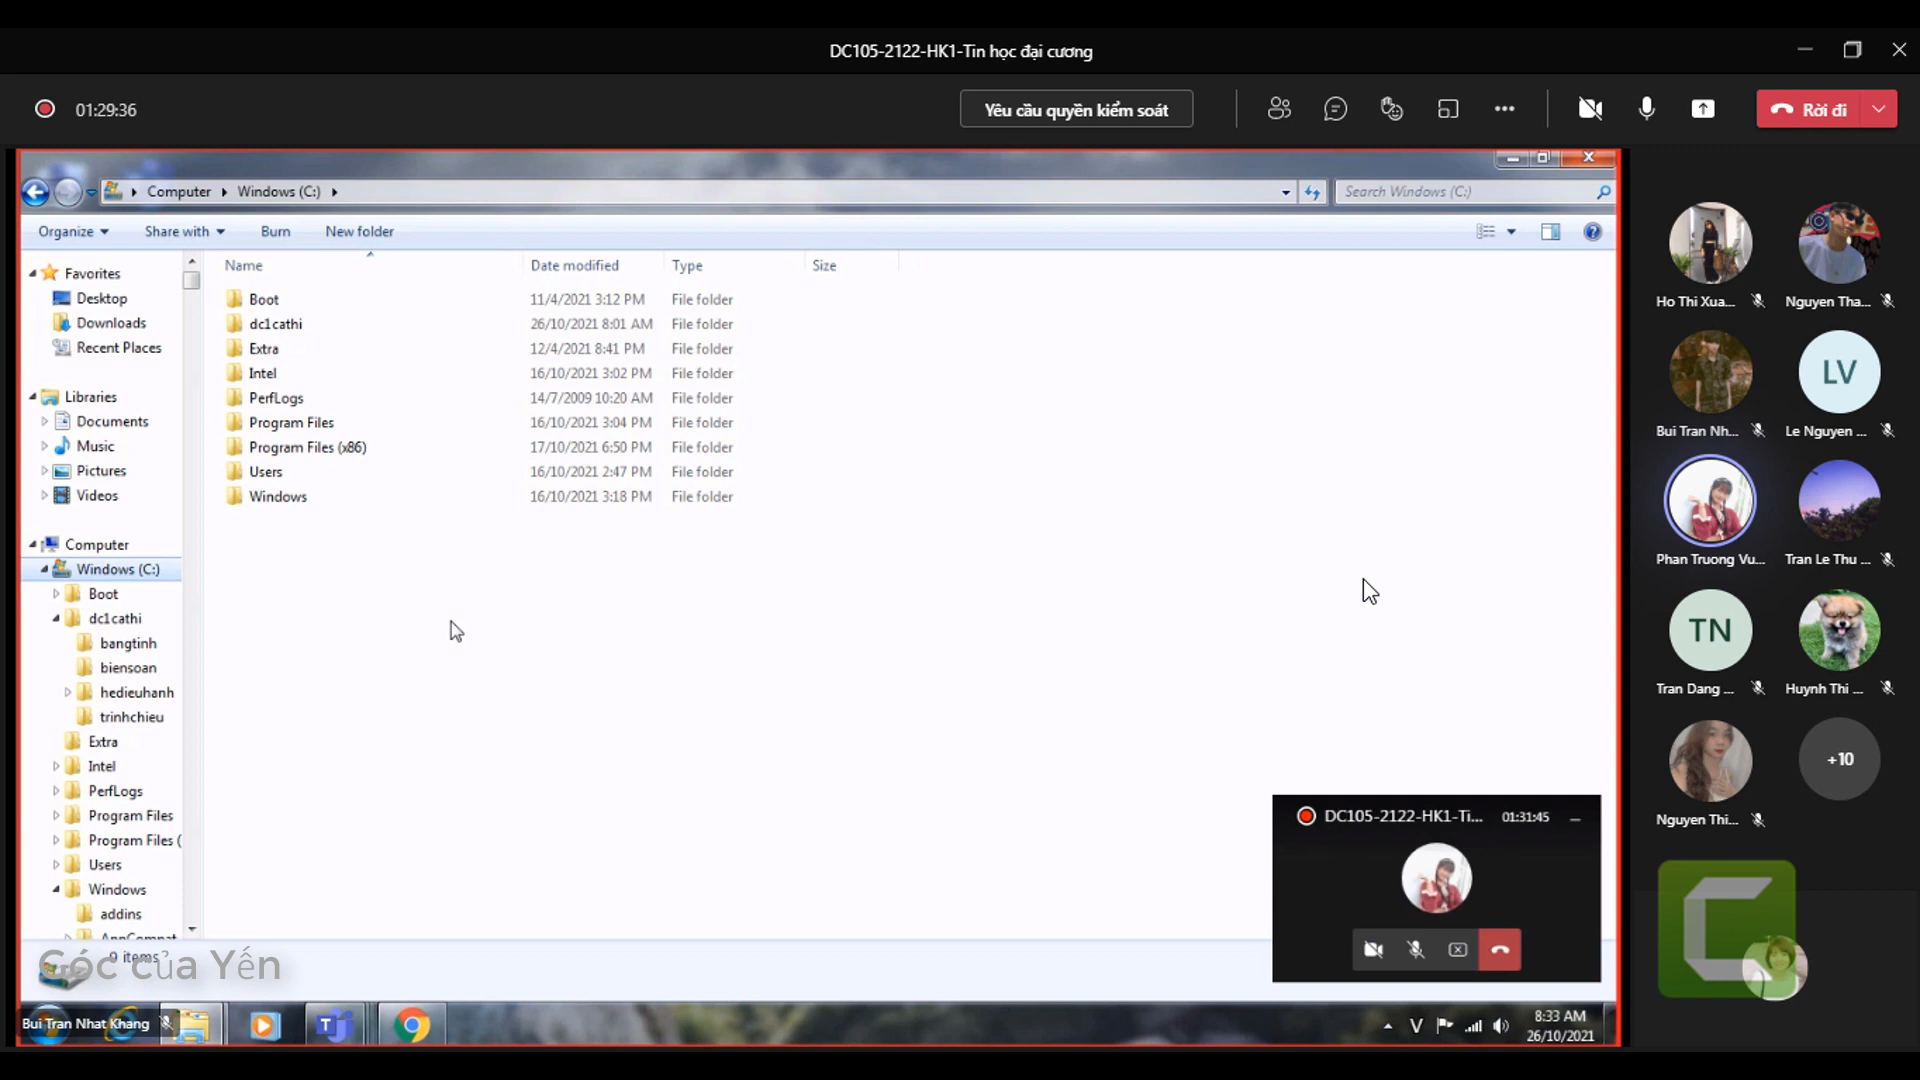 DC105-2122-HK1-Tin học đại cương
01:29:36
Yêu cầu quyền kiểm soát
Rời đi
Computer
Windows (C:)
Search Windows (C:)
Organize
Share with
Burn
New folder
Favorites
Desktop
Downloads
Recent Places
Libraries
Documents
Music
Pictures
Videos
Computer
Windows (C:)
Boot
dc1cathi
bangtinh
biensoan
hedieuhanh
trinhchieu
Extra
Intel
PerfLogs
Program Files
Program Files (
Users
Windows
addins
AppCompat
Name Date modified Type Size
Boot 11/4/2021 3:12 PM File folder
dc1cathi 26/10/2021 8:01 AM File folder
Extra 12/4/2021 8:41 PM File folder
Intel 16/10/2021 3:02 PM File folder
PerfLogs 14/7/2009 10:20 AM File folder
Program Files 16/10/2021 3:04 PM File folder
Program Files (x86) 17/10/2021 6:50 PM File folder
Users 16/10/2021 2:47 PM File folder
Windows 16/10/2021 3:18 PM File folder
9 items
Góc của Yến
DC105-2122-HK1-Ti...
01:31:45
Bui Tran Nhat Khang
V
8:33 AM
26/10/2021
Ho Thi Xua...
Nguyen Tha...
Bui Tran Nh...
LV
Le Nguyen ...
Phan Truong Vu...
Tran Le Thu ...
TN
Tran Dang ...
Huynh Thi ...
Nguyen Thi...
+10